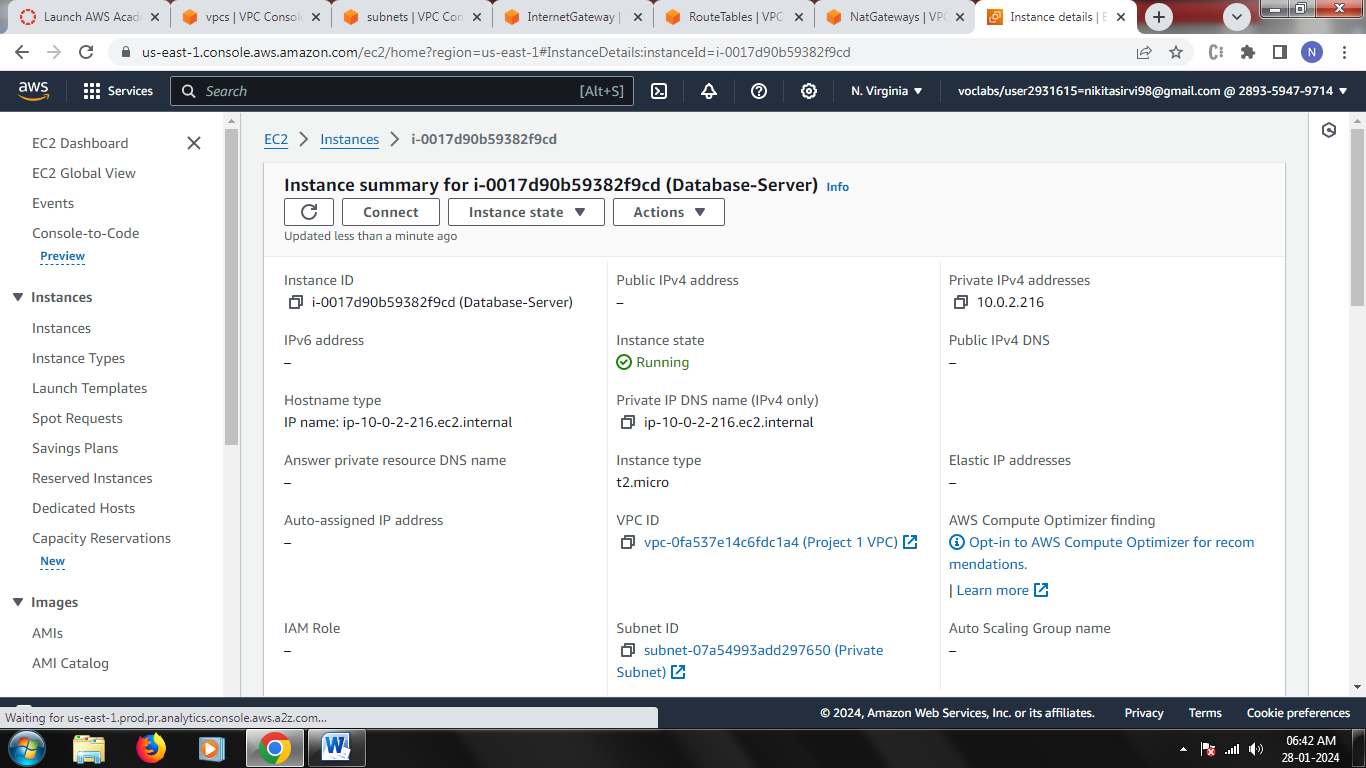 Launch AWS Acade
vpcs | VPC Consol
subnets | VPC Con
InternetGateway |
RouteTables | VPC
NatGateways | VPC
Instance details | E
us-east-1.console.aws.amazon.com/ec2/home?region=us-east-1#InstanceDetails:instanceId=i-0017d90b59382f9cd
N
aws
Services
Search
[Alt+S]
N. Virginia
voclabs/user2931615=nikitasirvi98@gmail.com @ 2893-5947-9714
EC2 Dashboard
EC2 Global View
Events
Console-to-Code
Preview
Instances
Instances
Instance Types
Launch Templates
Spot Requests
Savings Plans
Reserved Instances
Dedicated Hosts
Capacity Reservations
New
Images
AMIs
AMI Catalog
EC2 > Instances > i-0017d90b59382f9cd
Instance summary for i-0017d90b59382f9cd (Database-Server) Info
Connect
Instance state
Actions
Updated less than a minute ago
Instance ID
i-0017d90b59382f9cd (Database-Server)
Public IPv4 address
–
Private IPv4 addresses
10.0.2.216
IPv6 address
–
Instance state
Running
Public IPv4 DNS
–
Hostname type
IP name: ip-10-0-2-216.ec2.internal
Private IP DNS name (IPv4 only)
ip-10-0-2-216.ec2.internal
Answer private resource DNS name
–
Instance type
t2.micro
Elastic IP addresses
–
Auto-assigned IP address
–
VPC ID
vpc-0fa537e14c6fdc1a4 (Project 1 VPC)
AWS Compute Optimizer finding
Opt-in to AWS Compute Optimizer for recom
mendations.
| Learn more
IAM Role
–
Subnet ID
subnet-07a54993add297650 (Private
Subnet)
Auto Scaling Group name
–
Waiting for us-east-1.prod.pr.analytics.console.aws.a2z.com...
© 2024, Amazon Web Services, Inc. or its affiliates.
Privacy
Terms
Cookie preferences
06:42 AM
28-01-2024